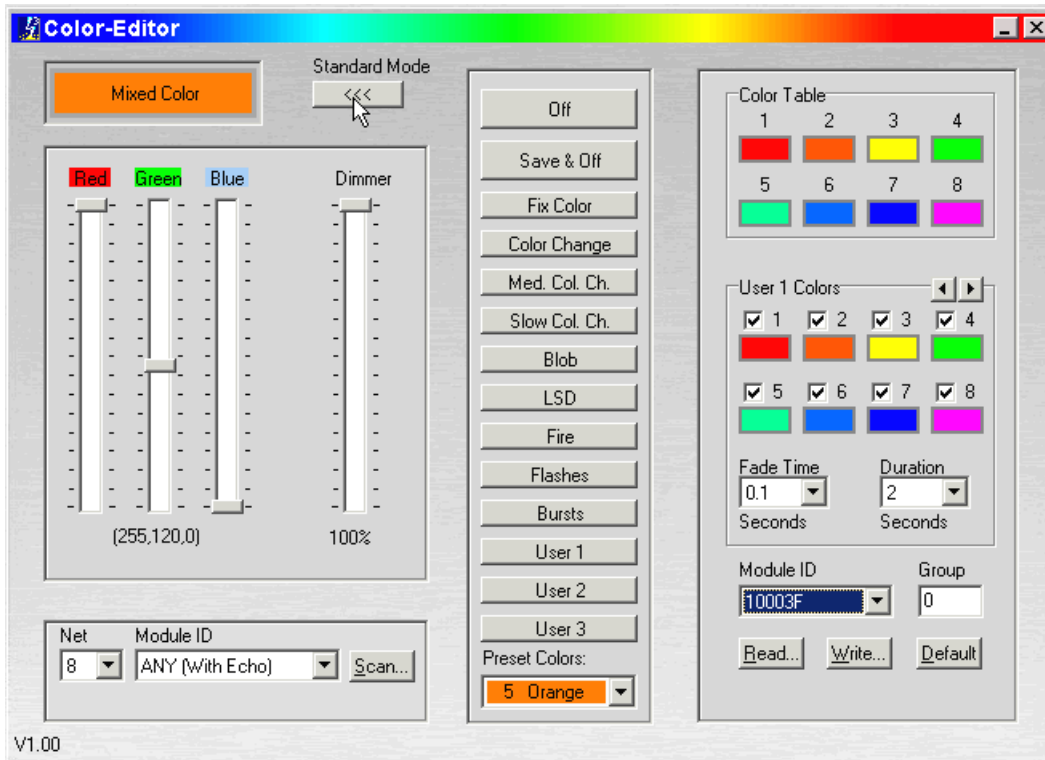 Color-Editor
Mixed Color
Standard Mode
<<<
Red Green Blue Dimmer
(255,120,0) 100%
Net Module ID
8 ANY (With Echo) Scan...
V1.00
Off
Save & Off
Fix Color
Color Change
Med. Col. Ch.
Slow Col. Ch.
Blob
LSD
Fire
Flashes
Bursts
User 1
User 2
User 3
Preset Colors:
5 Orange
Color Table
1 2 3 4
5 6 7 8
User 1 Colors
1 2 3 4
5 6 7 8
Fade Time Duration
0.1 2
Seconds Seconds
Module ID Group
10003F 0
Read... Write... Default